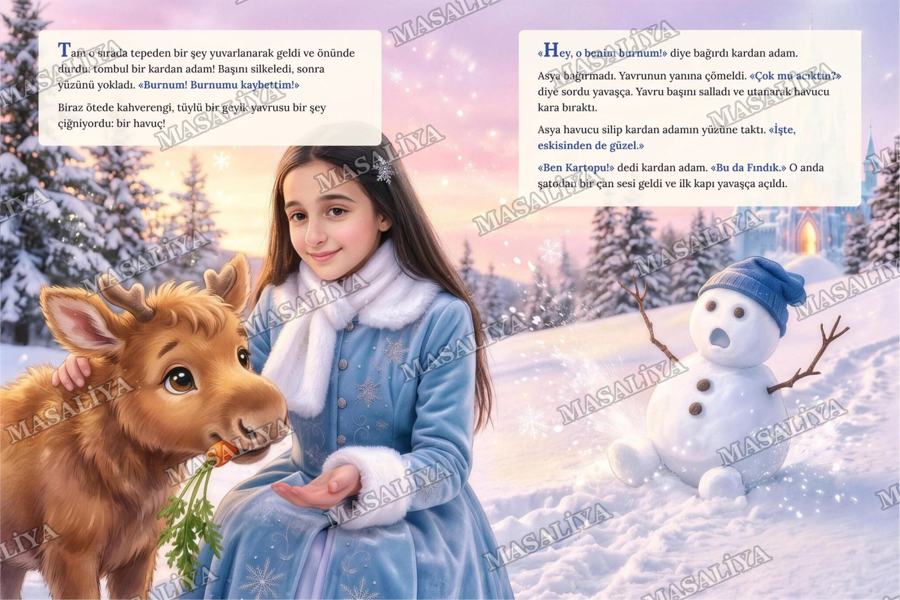 Tam o sırada tepeden bir şey yuvarlanarak geldi ve önünde
durdu: tombul bir kardan adam! Başını silkeledi, sonra
yüzünü yokladı. «Burnum! Burnumu kaybettim!»
Biraz ötede kahverengi, tüylü bir geyik yavrusu bir şey
çiğniyordu: bir havuç!
«Hey, o benim burnum!» diye bağırdı kardan adam.
Asya bağırmadı. Yavrunun yanına çömeldi. «Çok mu acıktın?»
diye sordu yavaşça. Yavru başını salladı ve utanarak havucu
kara bıraktı.
Asya havucu silip kardan adamın yüzüne taktı. «İşte,
eskisinden de güzel.»
«Ben Kartopu!» dedi kardan adam. «Bu da Fındık.» O anda
şatodan bir çan sesi geldi ve ilk kapı yavaşça açıldı.
MASALİYA